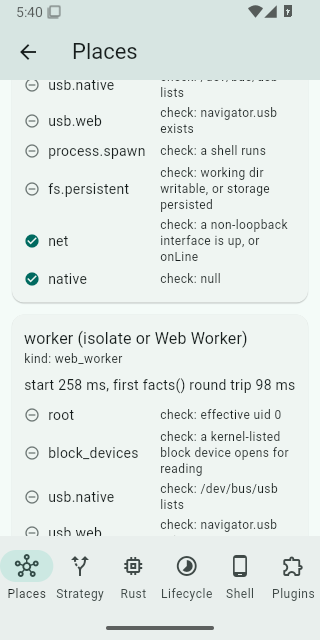 5:40
Places
usb.native
lists
usb.web
check: navigator.usb
exists
process.spawn
check: a shell runs
fs.persistent
check: working dir
writable, or storage
persisted
net
check: a non-loopback
interface is up, or
onLine
native
check: null
worker (isolate or Web Worker)
kind: web_worker
start 258 ms, first facts() round trip 98 ms
root
check: effective uid 0
block_devices
check: a kernel-listed
block device opens for
reading
usb.native
check: /dev/bus/usb
lists
usb.web
check: navigator.usb
Places
Strategy
Rust
Lifecycle
Shell
Plugins